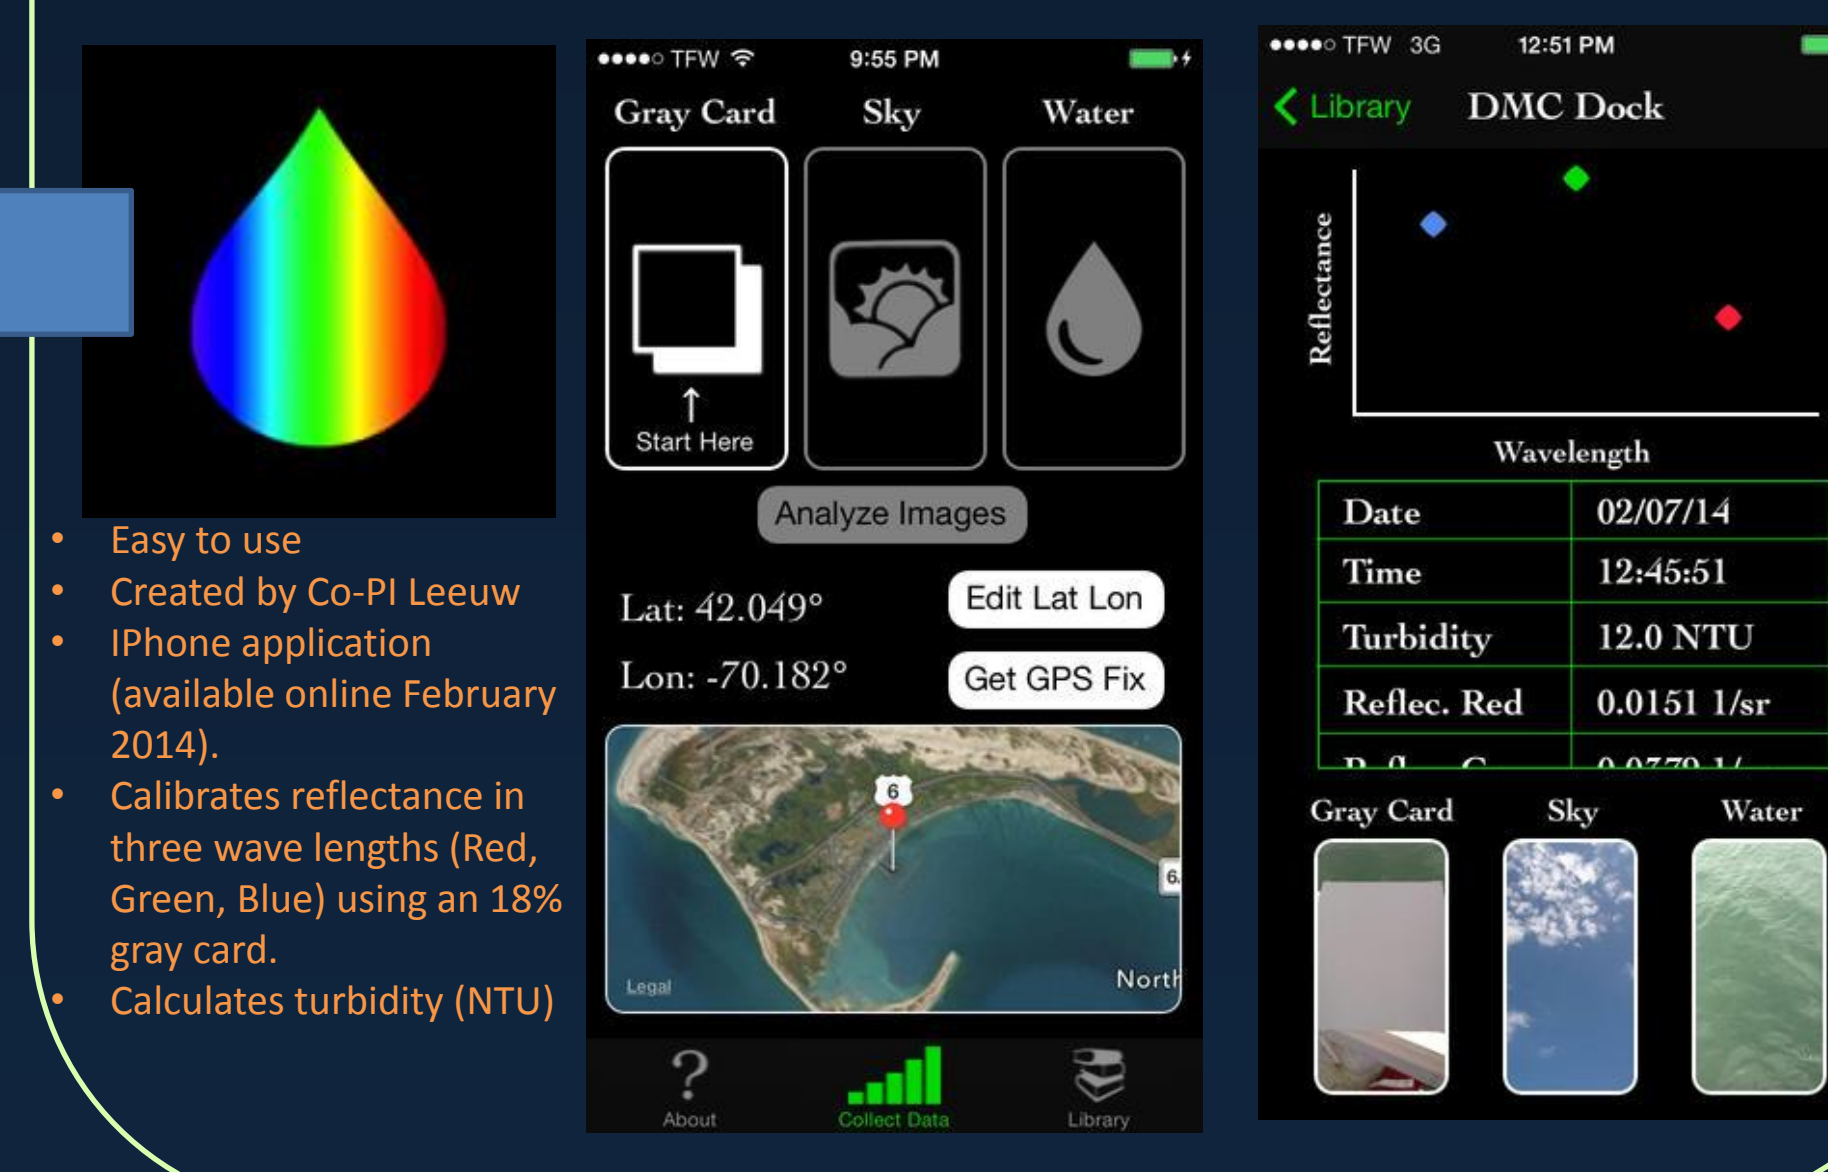 Easy to use
Created by Co-PI Leeuw
IPhone application
(available online February
2014).
Calibrates reflectance in
three wave lengths (Red,
Green, Blue) using an 18%
gray card.
Calculates turbidity (NTU)
TFW 9:55 PM
Gray Card Sky Water
Start Here
Analyze Images
Lat: 42.049° Edit Lat Lon
Lon: -70.182° Get GPS Fix
6
6
Legal North
? About Collect Data Library
TFW 3G 12:51 PM
Library DMC Dock
Reflectance
Wavelength
Date 02/07/14
Time 12:45:51
Turbidity 12.0 NTU
Reflec. Red 0.0151 1/sr
Gray Card Sky Water